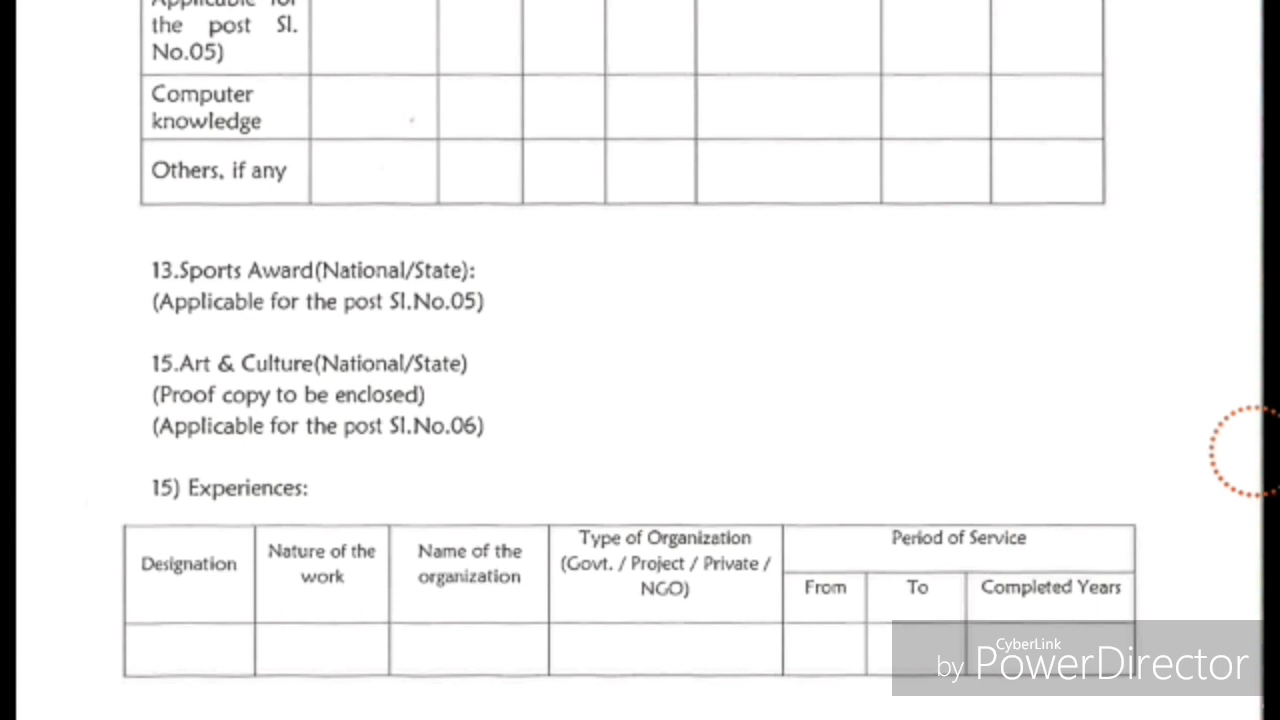 Applicable for
the post Sl.
No.05)
Computer
knowledge
Others, if any
13.Sports Award(National/State):
(Applicable for the post Sl.No.05)
15.Art & Culture(National/State)
(Proof copy to be enclosed)
(Applicable for the post Sl.No.06)
15) Experiences:
Designation
Nature of the
work
Name of the
organization
Type of Organization
(Govt. / Project / Private /
NGO)
Period of Service
From
To
Completed Years
CyberLink
by PowerDirector